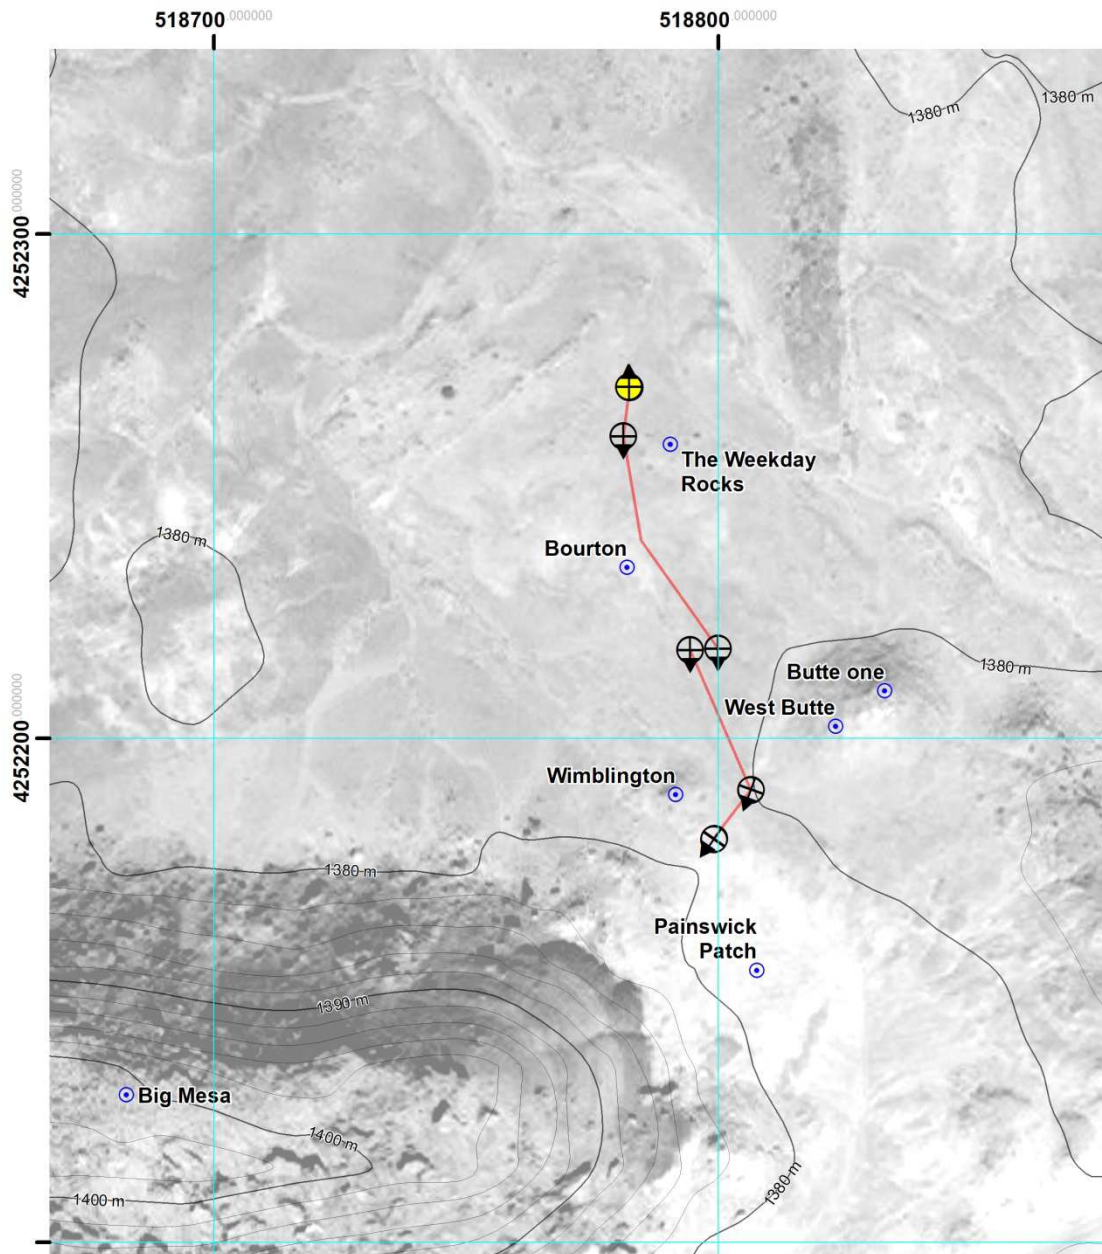 518700.000000
518800.000000
1380 m
1380 m
4252300.000000
The Weekday
Rocks
1380 m
Bourton
1380 m
Butte one
West Butte
4252200.000000
Wimblington
1380 m
Painswick
Patch
1390 m
Big Mesa
1400 m
1380 m
1400 m